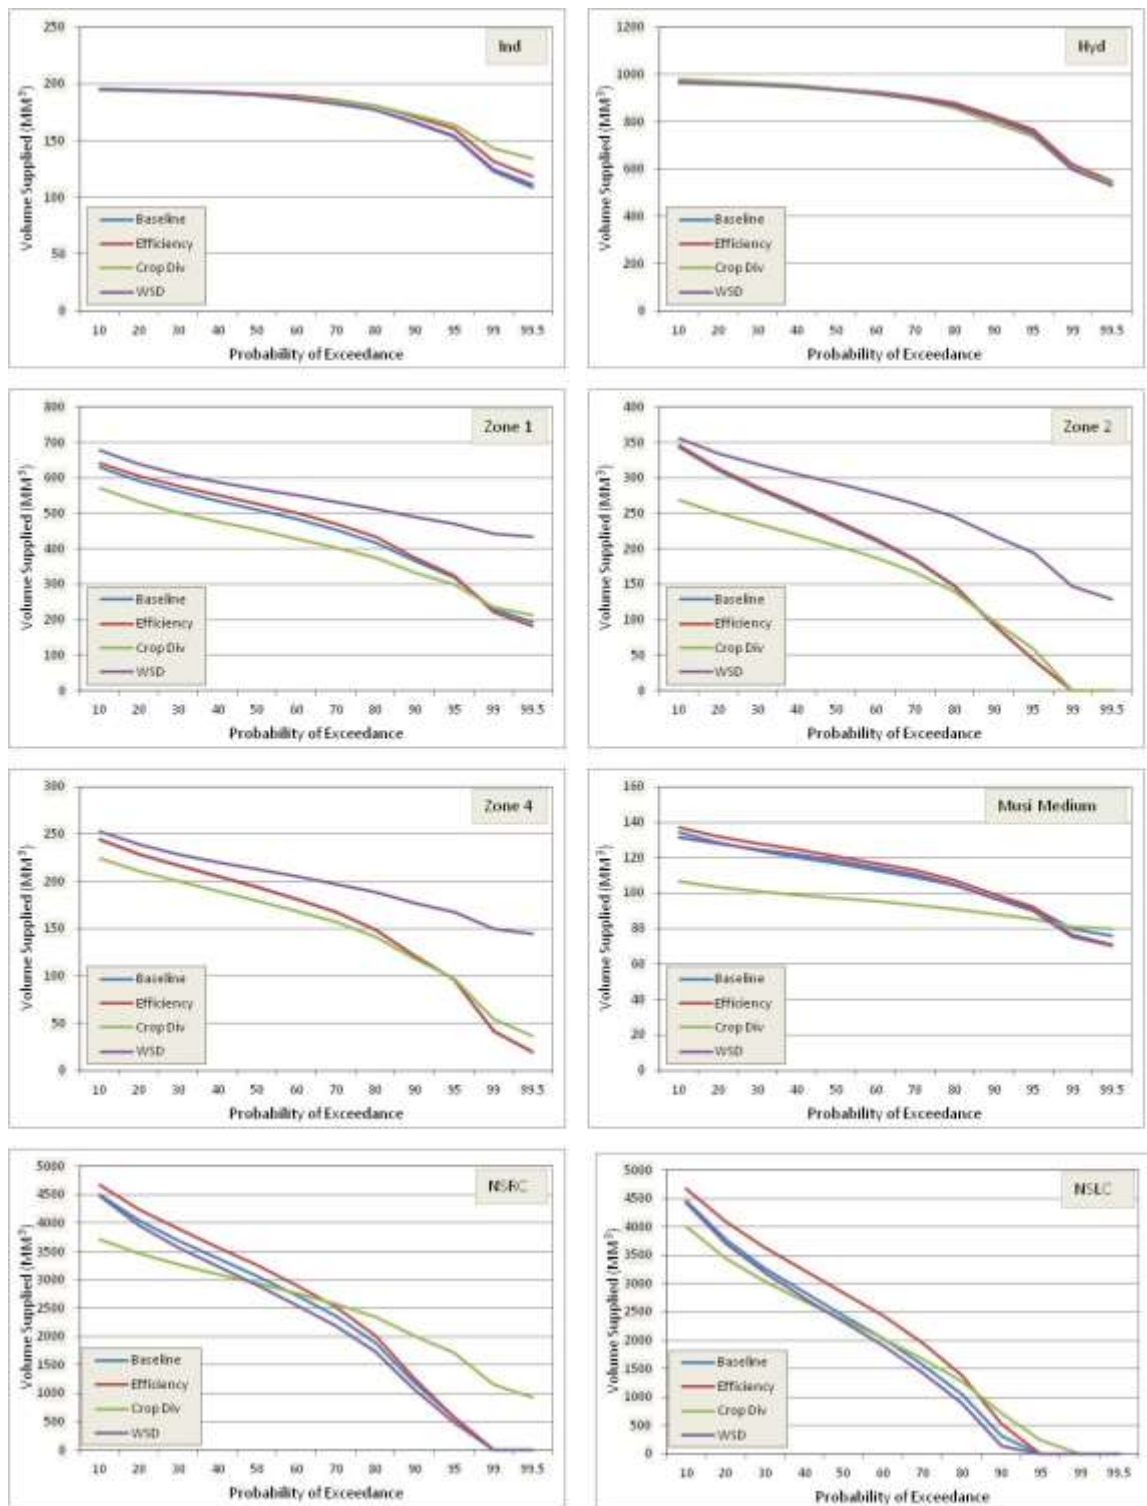 Ind
Volume Supplied (MM³)
250
200
150
100
50
0
Baseline
Efficiency
Crop Div
WSD
10 20 30 40 50 60 70 80 90 95 99 99.5
Probability of Exceedance
Hyd
Volume Supplied (MM³)
1200
1000
800
600
400
200
0
Baseline
Efficiency
Crop Div
WSD
10 20 30 40 50 60 70 80 90 95 99 99.5
Probability of Exceedance
Zone 1
Volume Supplied (MM³)
800
700
600
500
400
300
200
100
0
Baseline
Efficiency
Crop Div
WSD
10 20 30 40 50 60 70 80 90 95 99 99.5
Probability of Exceedance
Zone 2
Volume Supplied (MM³)
400
350
300
250
200
150
100
50
0
Baseline
Efficiency
Crop Div
WSD
10 20 30 40 50 60 70 80 90 95 99 99.5
Probability of Exceedance
Zone 4
Volume Supplied (MM³)
300
250
200
150
100
50
0
Baseline
Efficiency
Crop Div
WSD
10 20 30 40 50 60 70 80 90 95 99 99.5
Probability of Exceedance
Musi Medium
Volume Supplied (MM³)
160
140
120
100
80
60
40
20
0
Baseline
Efficiency
Crop Div
WSD
10 20 30 40 50 60 70 80 90 95 99 99.5
Probability of Exceedance
NSRC
Volume Supplied (MM³)
5000
4500
4000
3500
3000
2500
2000
1500
1000
500
0
Baseline
Efficiency
Crop Div
WSD
10 20 30 40 50 60 70 80 90 95 99 99.5
Probability of Exceedance
NSLC
Volume Supplied (MM³)
5000
4500
4000
3500
3000
2500
2000
1500
1000
500
0
Baseline
Efficiency
Crop Div
WSD
10 20 30 40 50 60 70 80 90 95 99 99.5
Probability of Exceedance